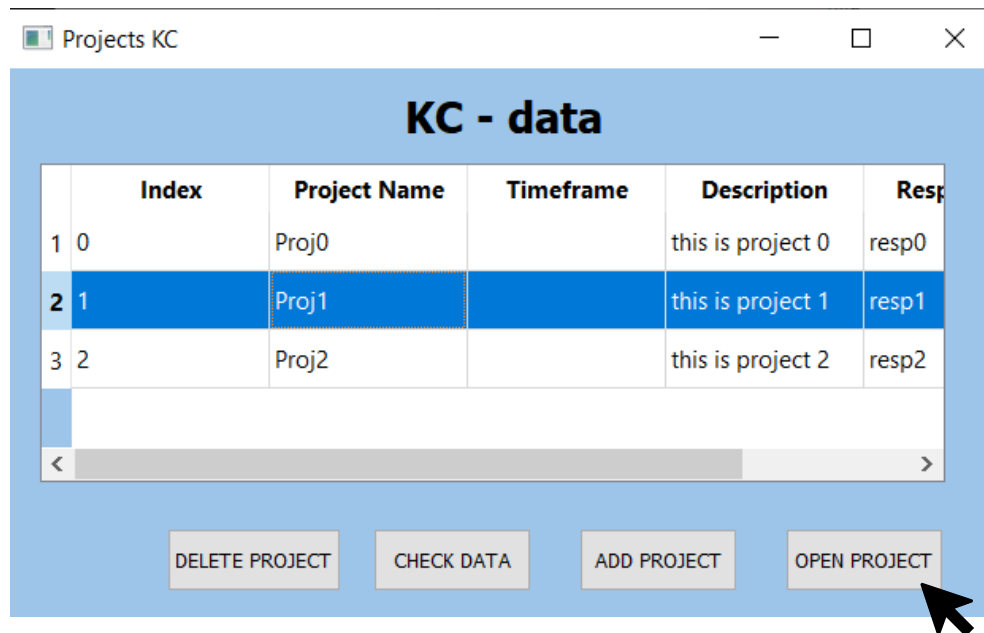 Projects KC
KC - data
Index Project Name Timeframe Description Resp
1 0 Proj0 this is project 0 resp0
2 1 Proj1 this is project 1 resp1
3 2 Proj2 this is project 2 resp2
DELETE PROJECT CHECK DATA ADD PROJECT OPEN PROJECT